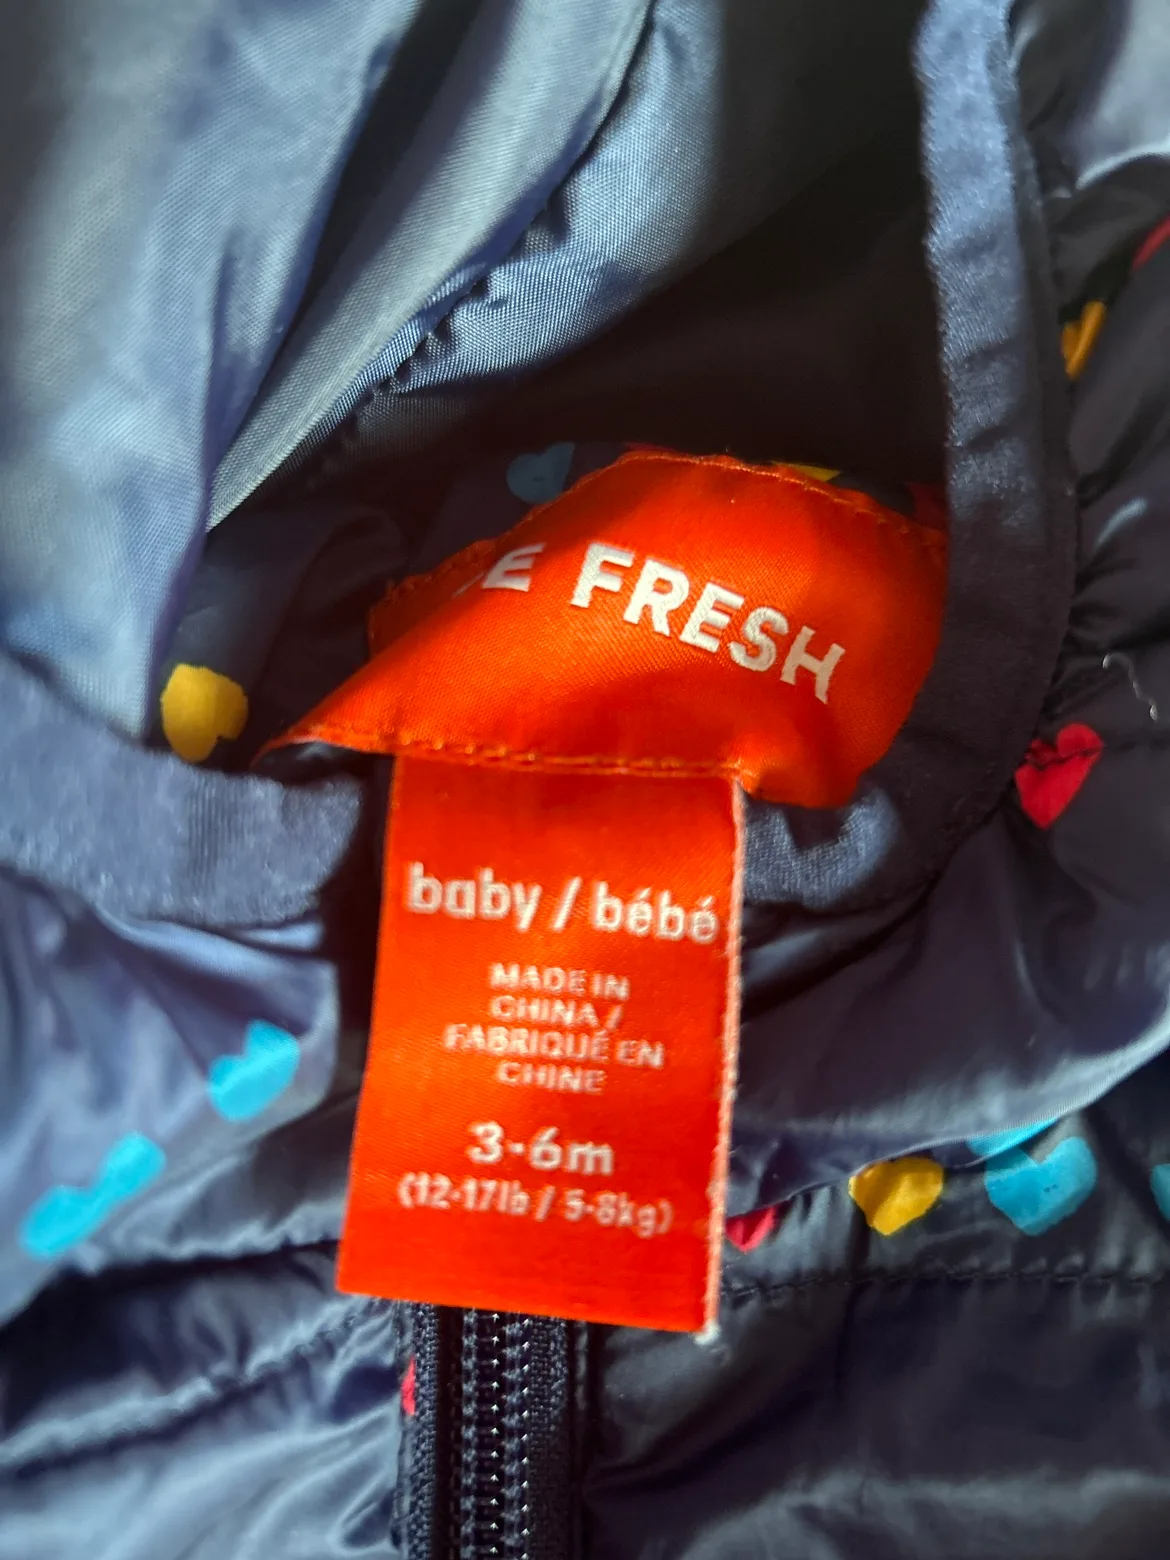 FRESH
baby / bébé
MADE IN
CHINA /
FABRIQUÉ EN
CHINE
3-6m
(12-17lb / 5-8kg)